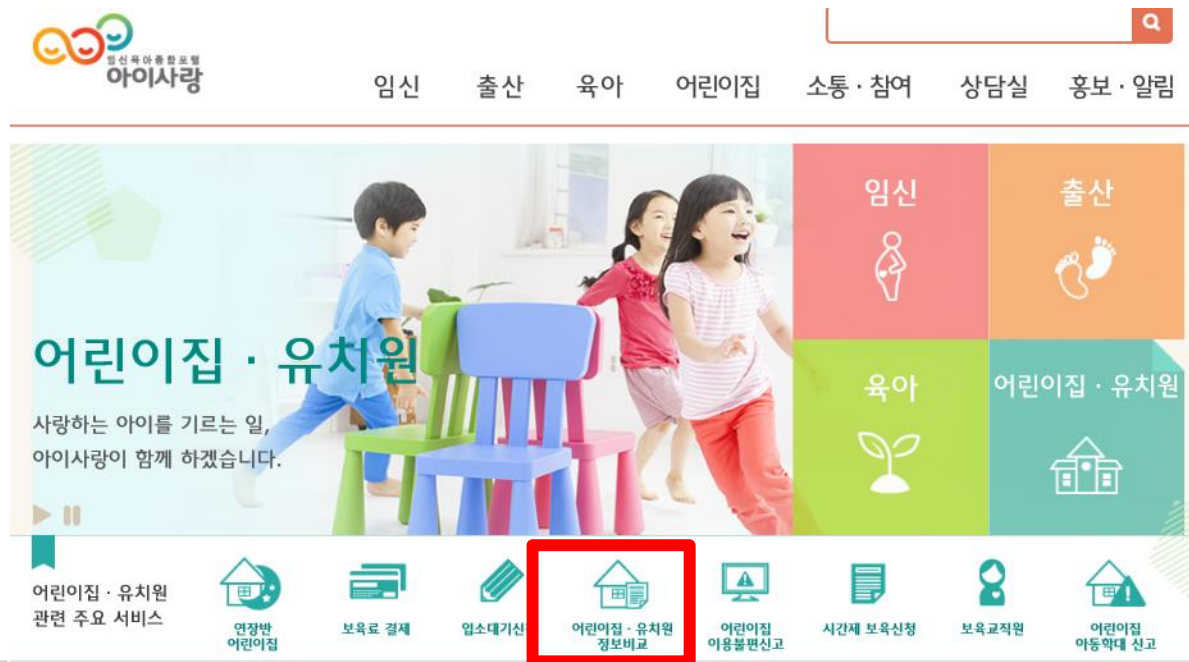 임신육아종합포털
아이사랑
임신 출산 육아 어린이집 소통·참여 상담실 홍보·알림
어린이집·유치원
사랑하는 아이를 기르는 일,
아이사랑이 함께 하겠습니다.
임신
출산
육아
어린이집·유치원
어린이집·유치원
관련 주요 서비스
연장반
어린이집
보육료 결제
입소대기신청
어린이집·유치원
정보비교
어린이집
이용불편신고
시간제 보육신청
보육교직원
어린이집
아동학대 신고